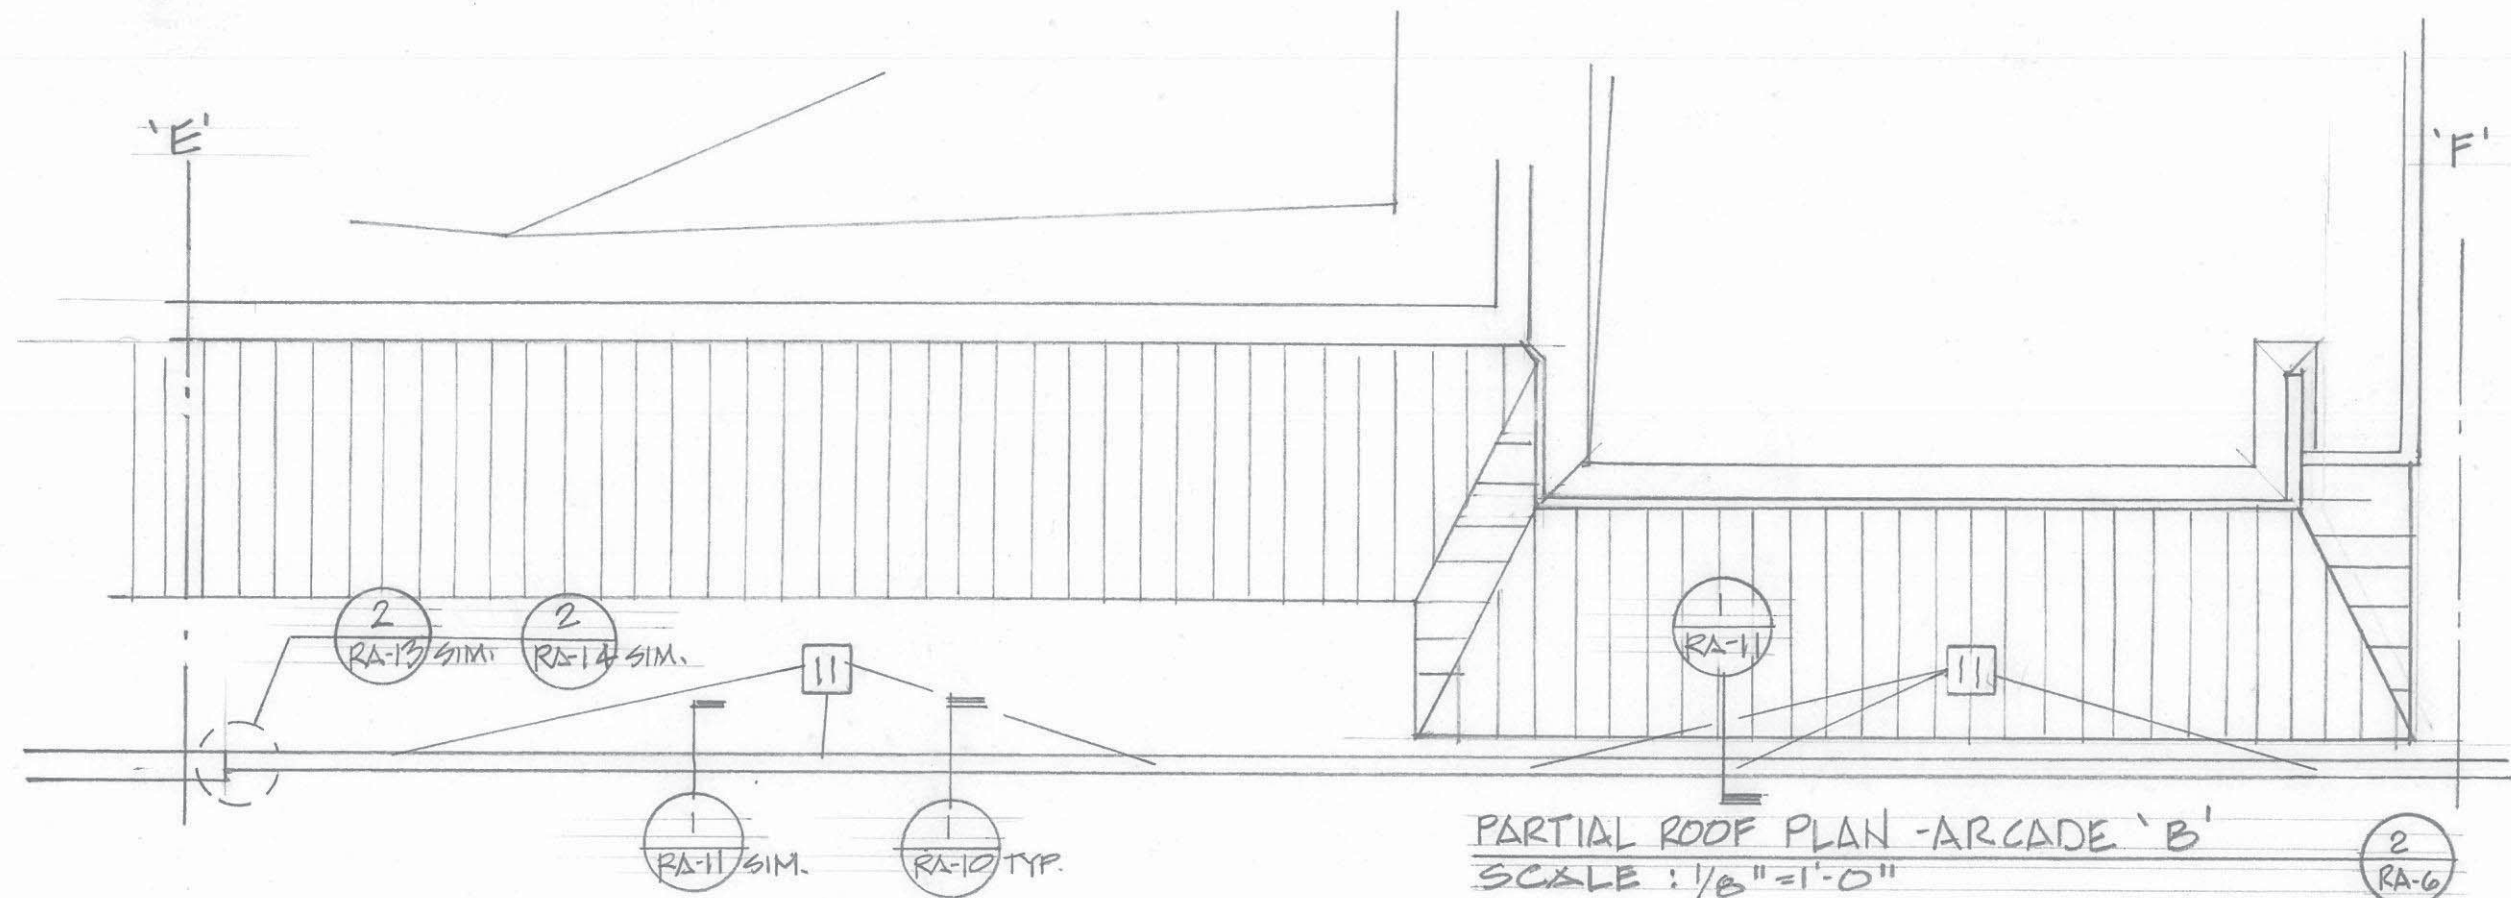 'E'
'F'
2
RA-13 SIM.
2
RA-14 SIM.
11
1
RA-11
11
1
RA-11 SIM.
1
RA-10 TYP.
PARTIAL ROOF PLAN - ARCADE 'B'
SCALE : 1/8" = 1'-0"
2
RA-6